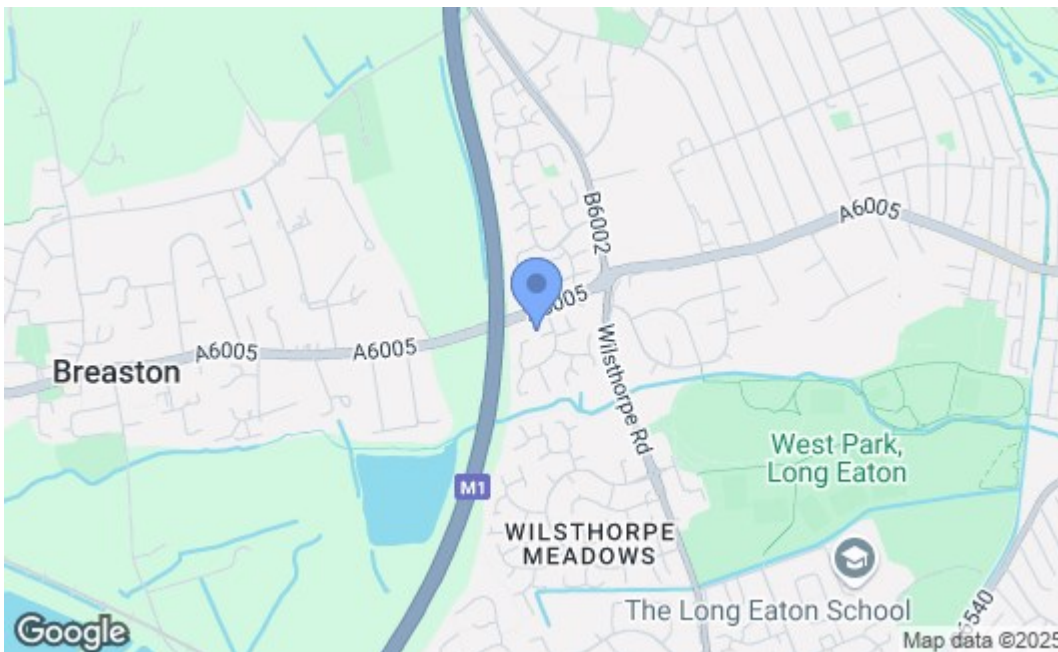 B6002
A6005
A6005
A6005
A6005
Breaston
Wilsthorpe Rd
West Park,
Long Eaton
M1
WILSTHORPE
MEADOWS
The Long Eaton School
Google
Map data ©2025